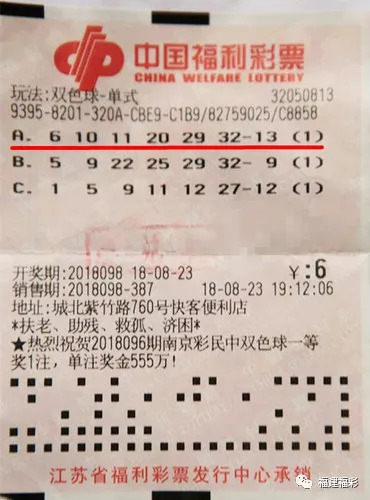 中国福利彩票
CHINA WELFARE LOTTERY
玩法:双色球-单式 32050813
9395-8201-320A-CBE9-C1B9/82759025/C8858
A. 6 10 11 20 29 32-13 (1)
B. 5 9 22 25 29 32- 9 (1)
C. 1 5 9 11 12 27-12 (1)
开奖期:2018098 18-08-23 ¥:6
销售期:2018098-387 18-08-23 19:12:06
地址:城北紫竹路760号快客便利店
*扶老、助残、救孤、济困*
★热烈祝贺2018096期南京彩民中双色球一等
奖1注,单注奖金555万!
江苏省福利彩票发行中心承销
福建福彩